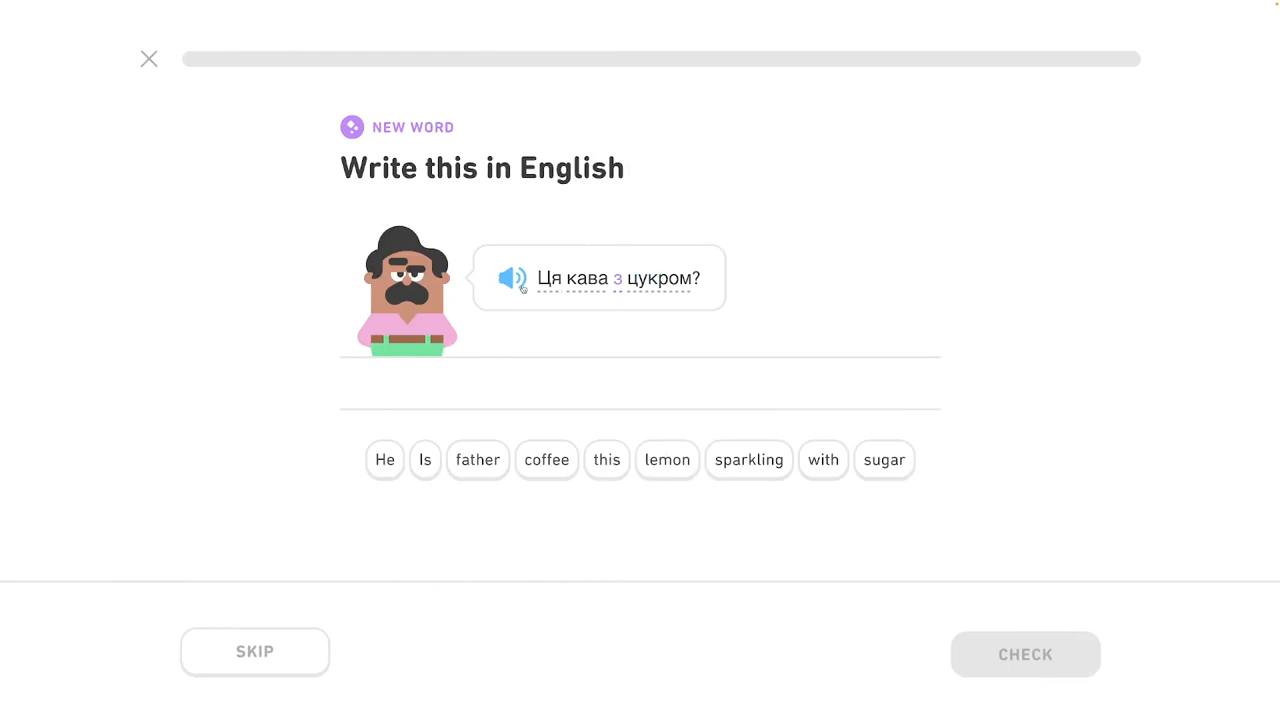 NEW WORD
Write this in English
Ця кава з цукром?
He Is father coffee this lemon sparkling with sugar
SKIP
CHECK